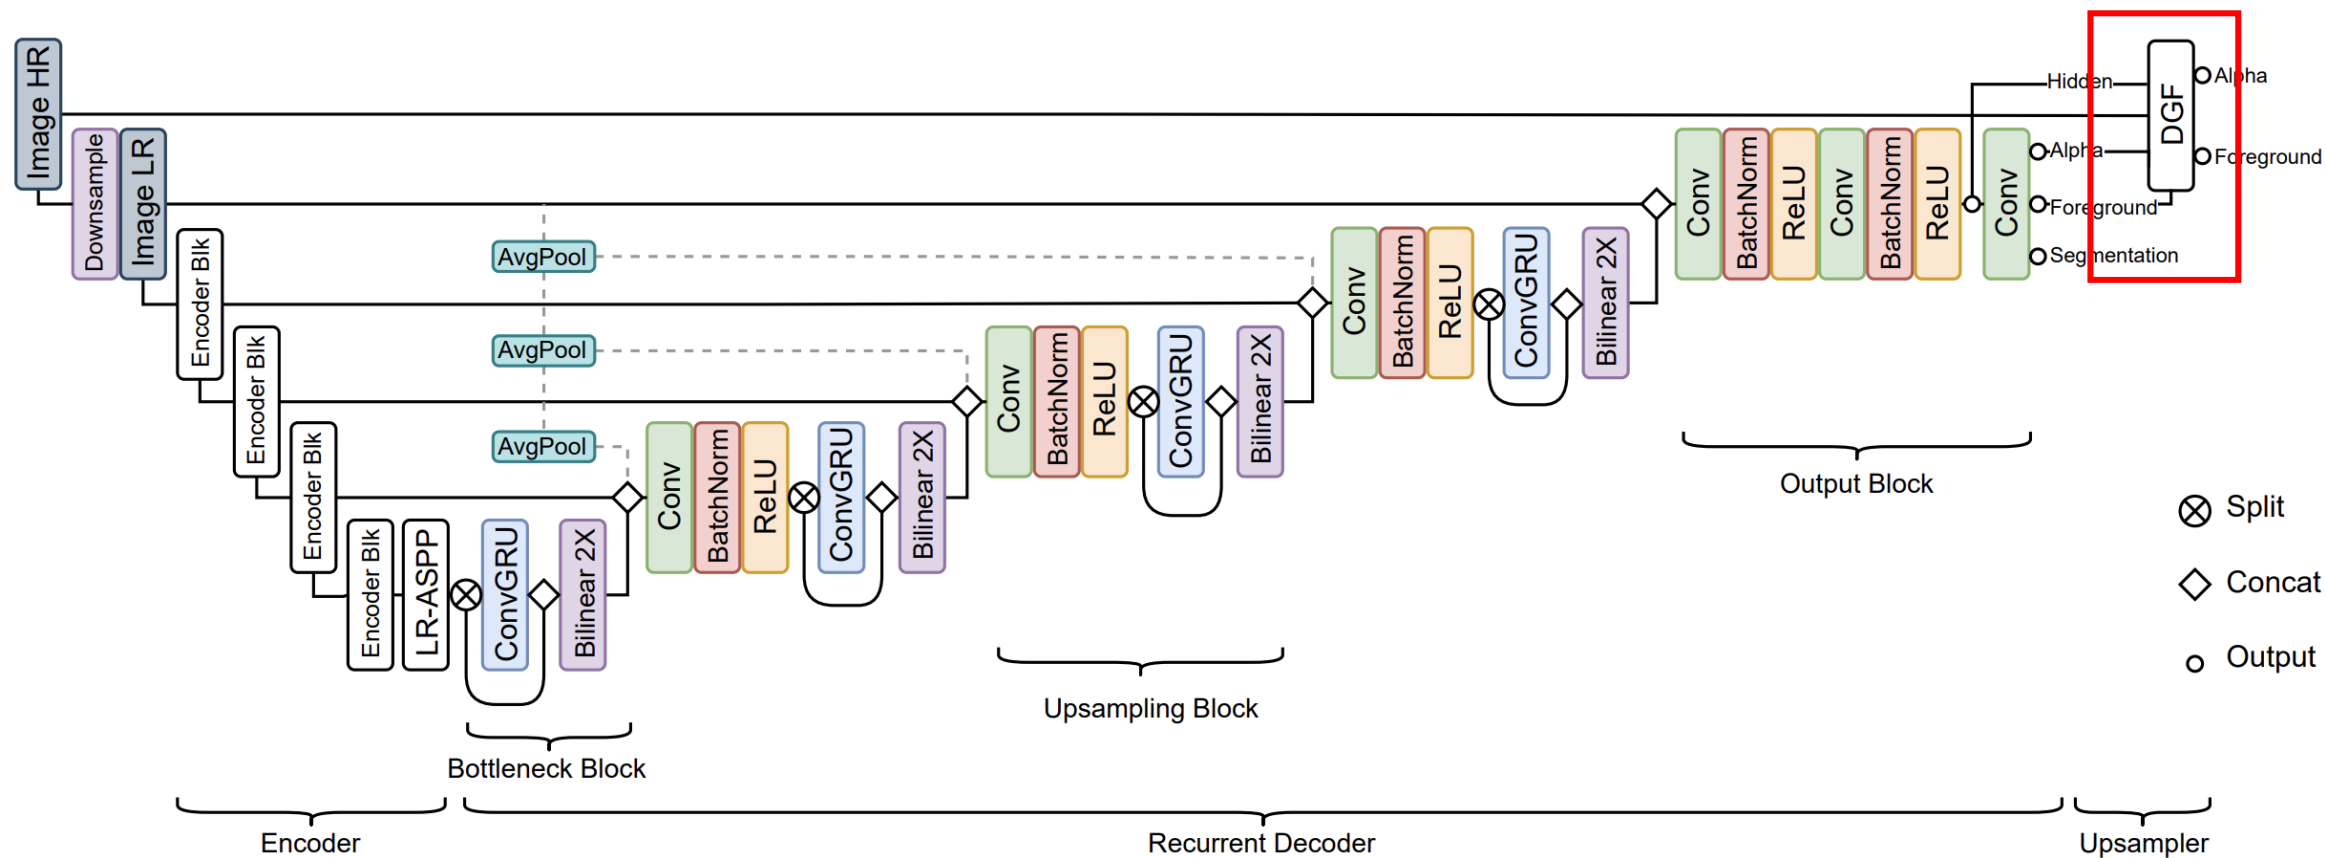 Image HR
Downsample
Image LR
Encoder Blk
Encoder Blk
Encoder Blk
Encoder Blk
LR-ASPP
ConvGRU
Bilinear 2X
AvgPool
AvgPool
AvgPool
Conv
BatchNorm
ReLU
ConvGRU
Bilinear 2X
Conv
BatchNorm
ReLU
ConvGRU
Bilinear 2X
Conv
BatchNorm
ReLU
ConvGRU
Bilinear 2X
Conv
BatchNorm
ReLU
Conv
BatchNorm
ReLU
Conv
Hidden
Alpha
Foreground
Segmentation
DGF
Alpha
Foreground
Output Block
Split
Concat
Output
Upsampling Block
Bottleneck Block
Encoder
Recurrent Decoder
Upsampler